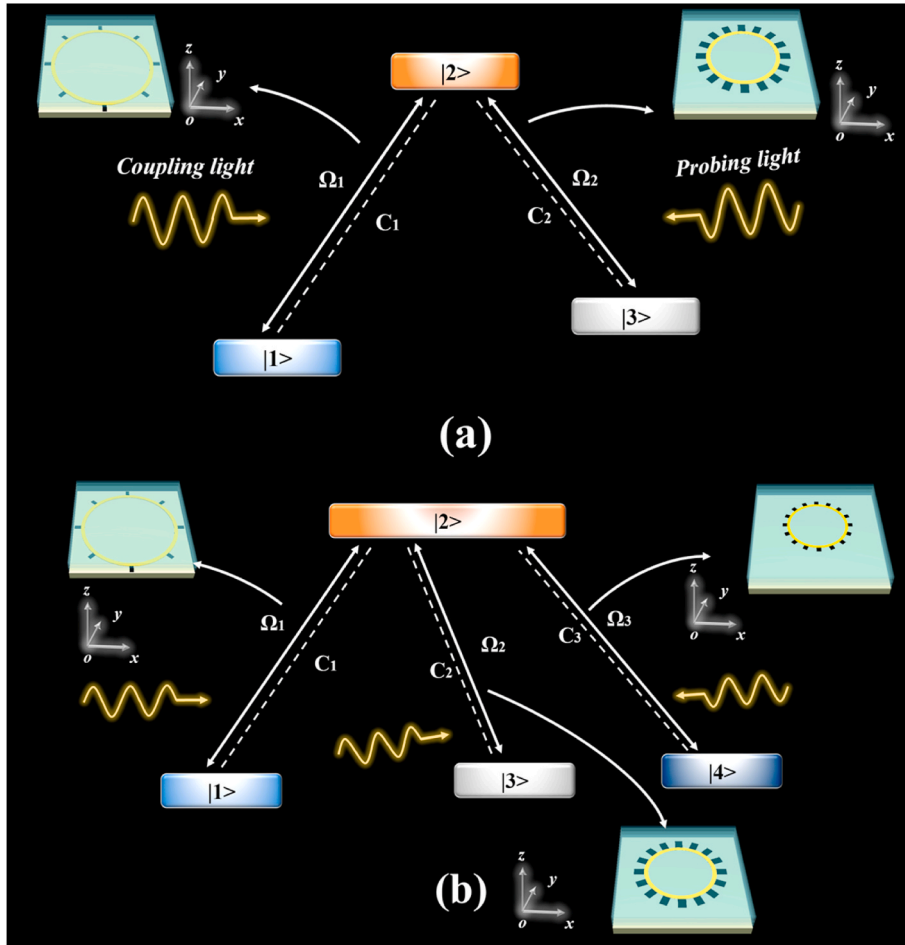 |2>
z
y
o
x
z
y
o
x
Coupling light
Probing light
Ω1
Ω2
C1
C2
|3>
|1>
(a)
|2>
z
y
o
x
z
y
o
x
Ω1
Ω2
Ω3
C1
C2
C3
|1>
|3>
|4>
(b)
z
y
o
x